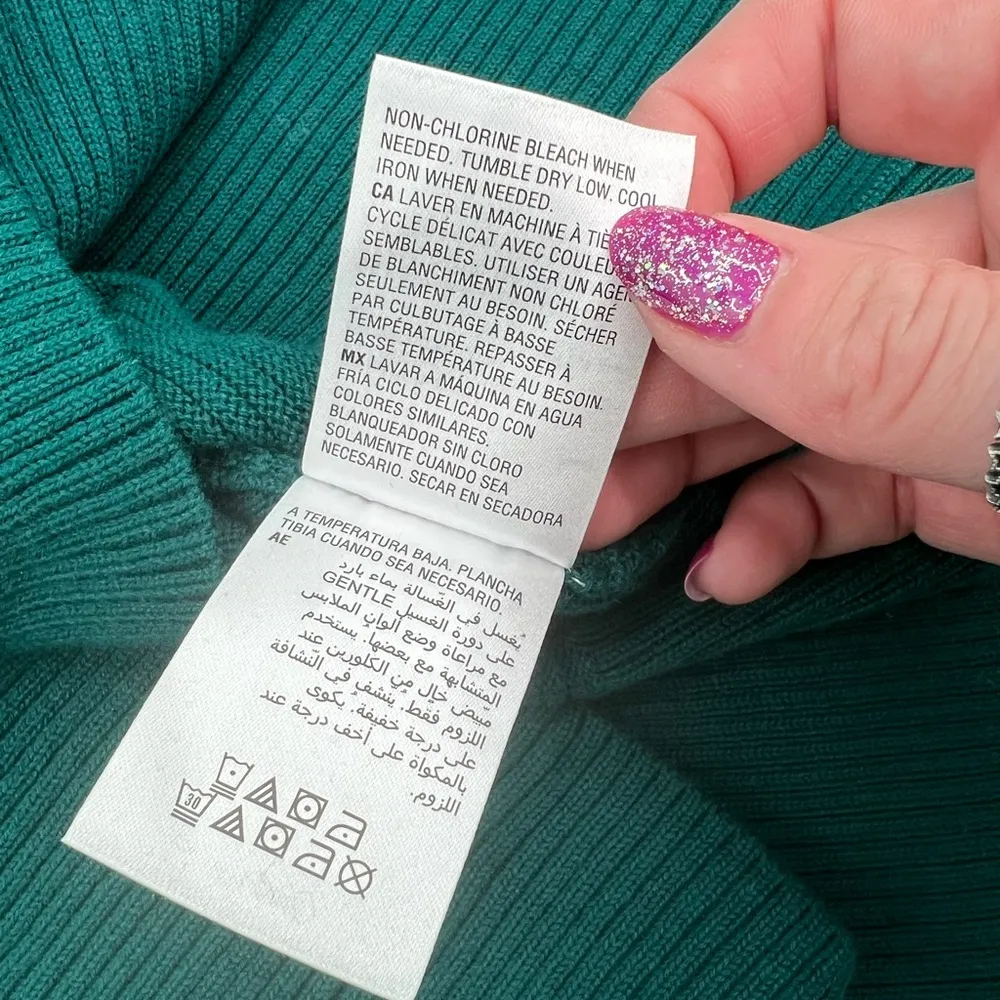 NON-CHLORINE BLEACH WHEN
NEEDED. TUMBLE DRY LOW. COOL
IRON WHEN NEEDED.
CA LAVER EN MACHINE À
CYCLE DÉLICAT AVEC
SEMBLABLES. UTILISER UN
DE BLANCHIMENT NON CHLORÉ
SEULEMENT AU BESOIN. SÉCHER
PAR CULBUTAGE À BASSE
TEMPÉRATURE. REPASSER À
BASSE TEMPÉRATURE AU BESOIN.
MX LAVAR A MÁQUINA EN AGUA
FRÍA CICLO DELICADO CON
COLORES SIMILARES.
BLANQUEADOR SIN CLORO
SOLAMENTE CUANDO SEA
NECESARIO. SECAR EN SECADORA
A TEMPERATURA BAJA. PLANCHA
TIBIA CUANDO SEA NECESARIO.
AE
تُغسل في الغسالة بماء بارد
على دورة الغسيل GENTLE
مع مراعاة وضع ألوان الملابس
المتشابهة مع بعضها. يستخدم
مبيض خالٍ من الكلورين عند
اللزوم فقط. ينشف في النّشافة
على درجة خفيفة. يكوى
بالمكواة على أخف درجة عند
اللزوم.
30